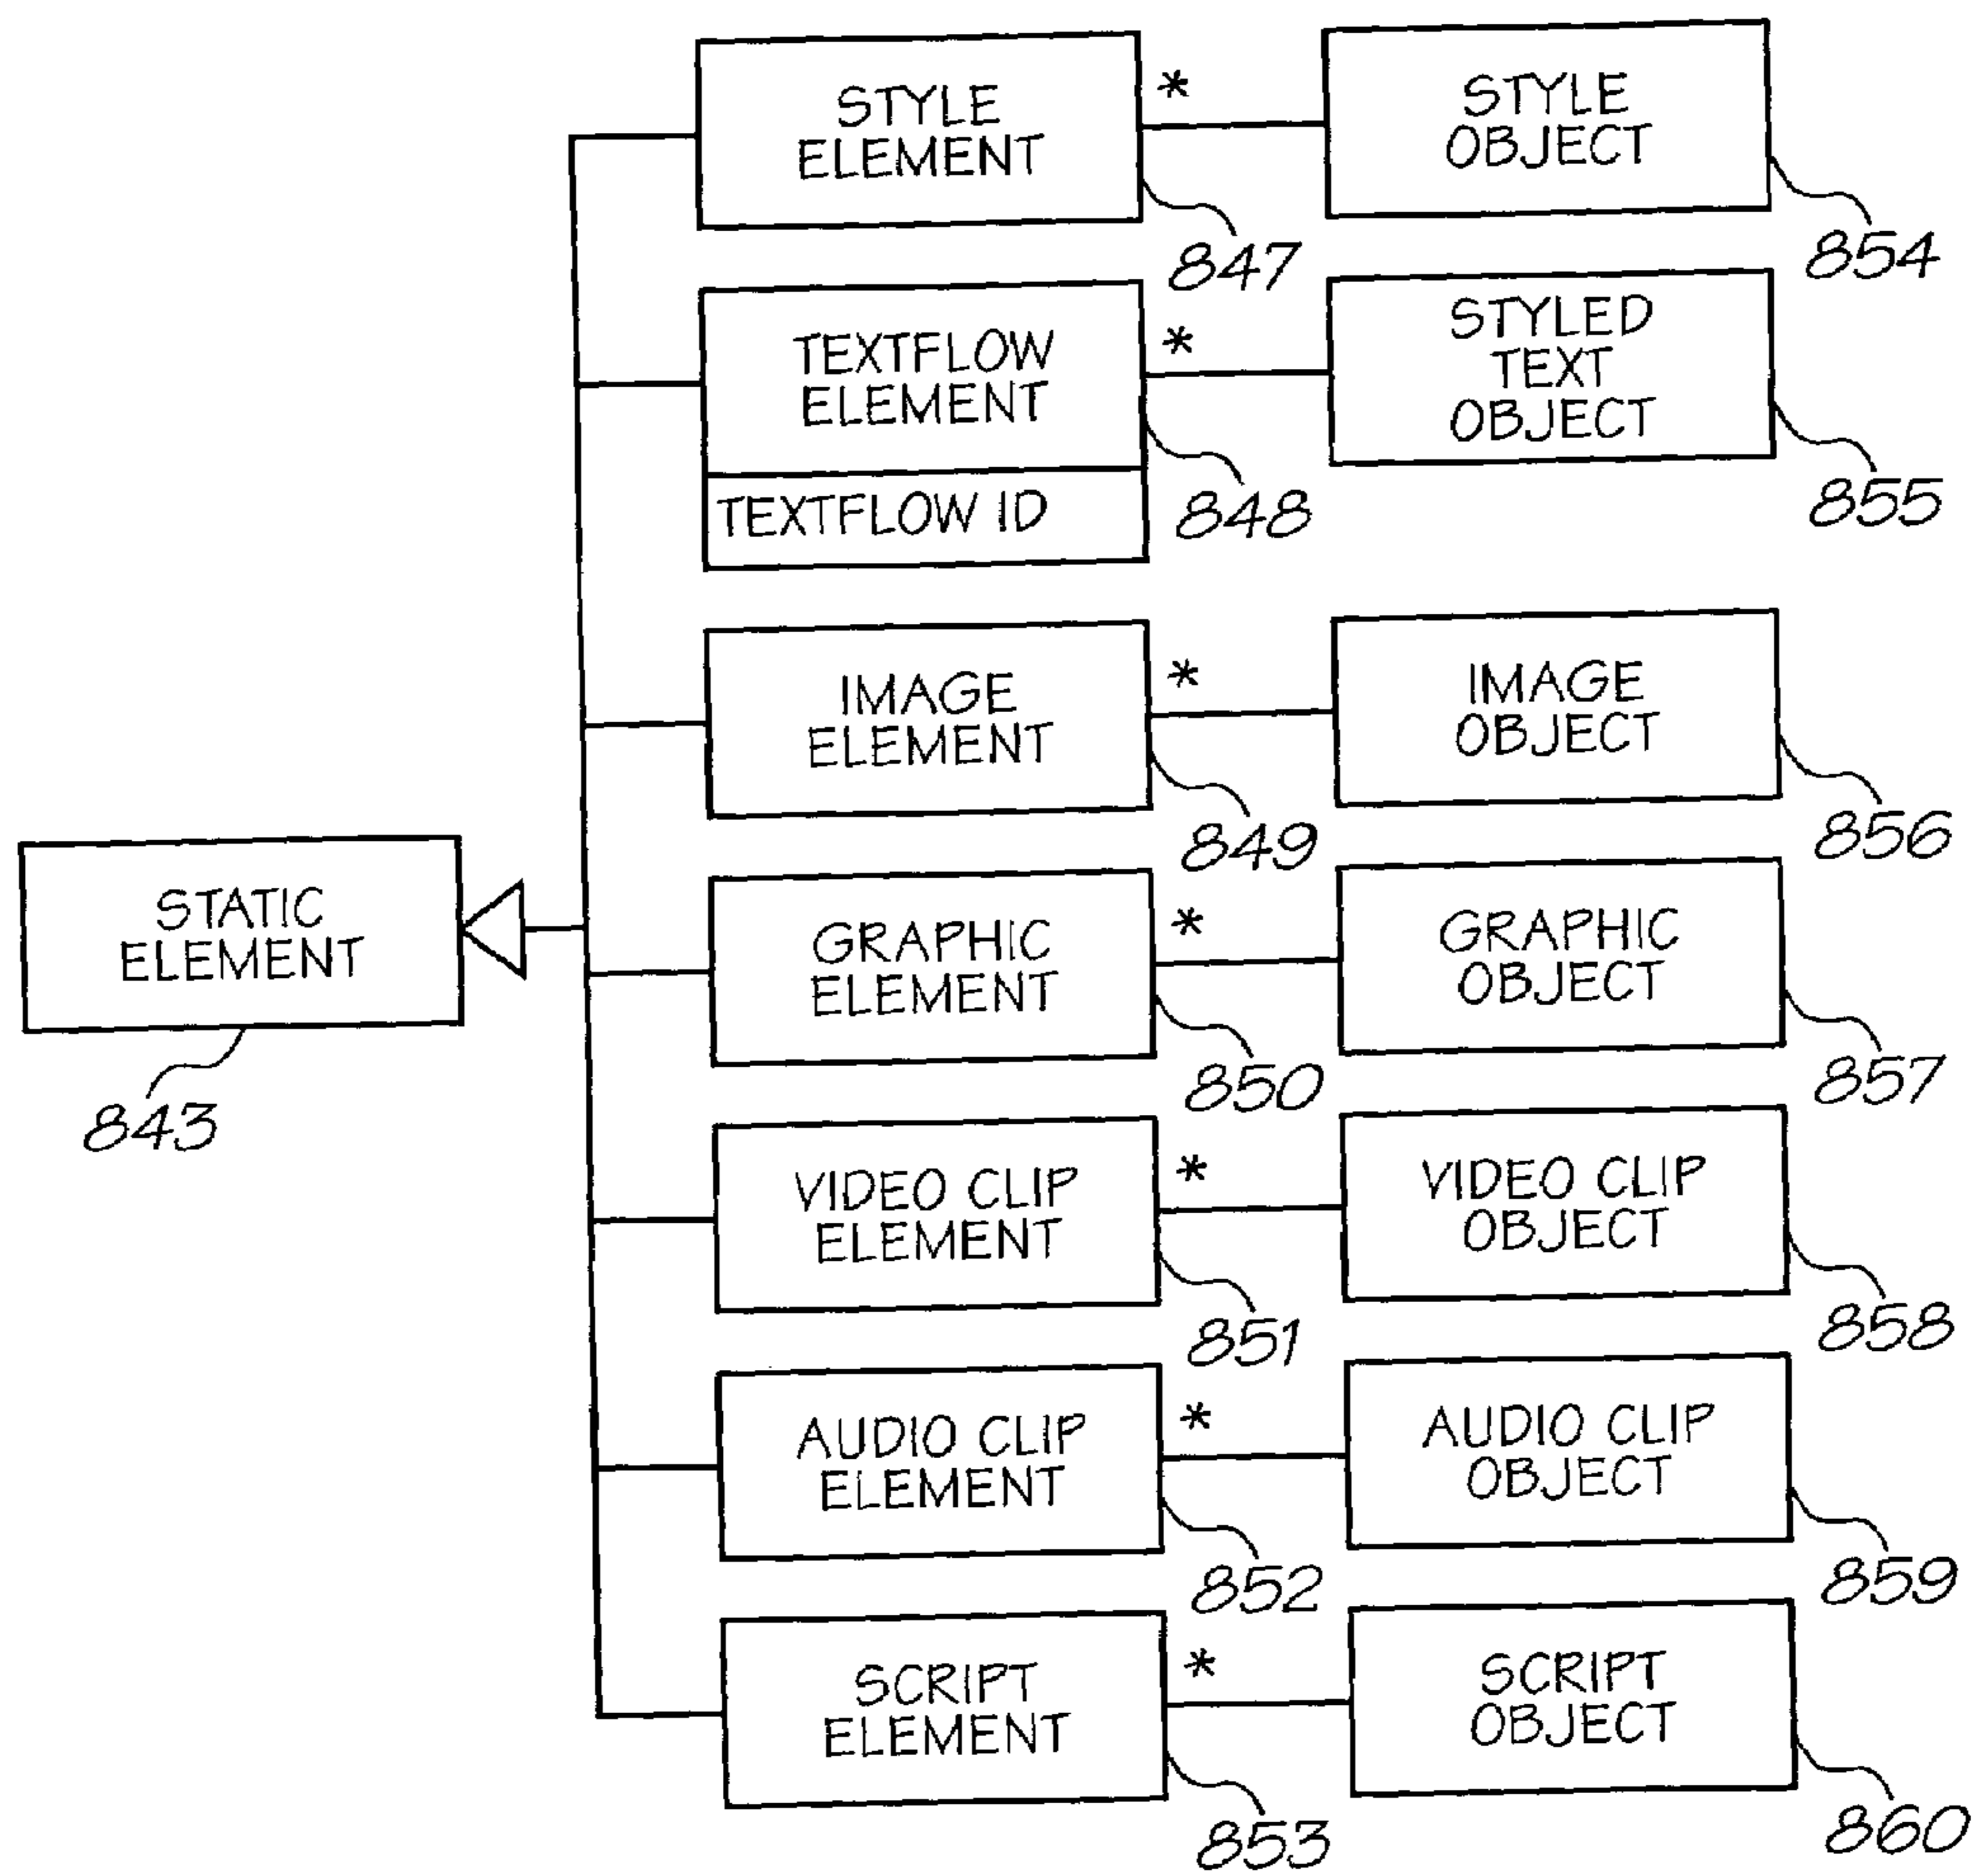 STYLE
ELEMENT
*
STYLE
OBJECT
847
854
TEXTFLOW
ELEMENT
*
STYLED
TEXT
OBJECT
TEXTFLOW ID
848
855
IMAGE
ELEMENT
*
IMAGE
OBJECT
849
856
STATIC
ELEMENT
843
GRAPHIC
ELEMENT
*
GRAPHIC
OBJECT
850
857
VIDEO CLIP
ELEMENT
*
VIDEO CLIP
OBJECT
851
858
AUDIO CLIP
ELEMENT
*
AUDIO CLIP
OBJECT
852
859
SCRIPT
ELEMENT
*
SCRIPT
OBJECT
853
860